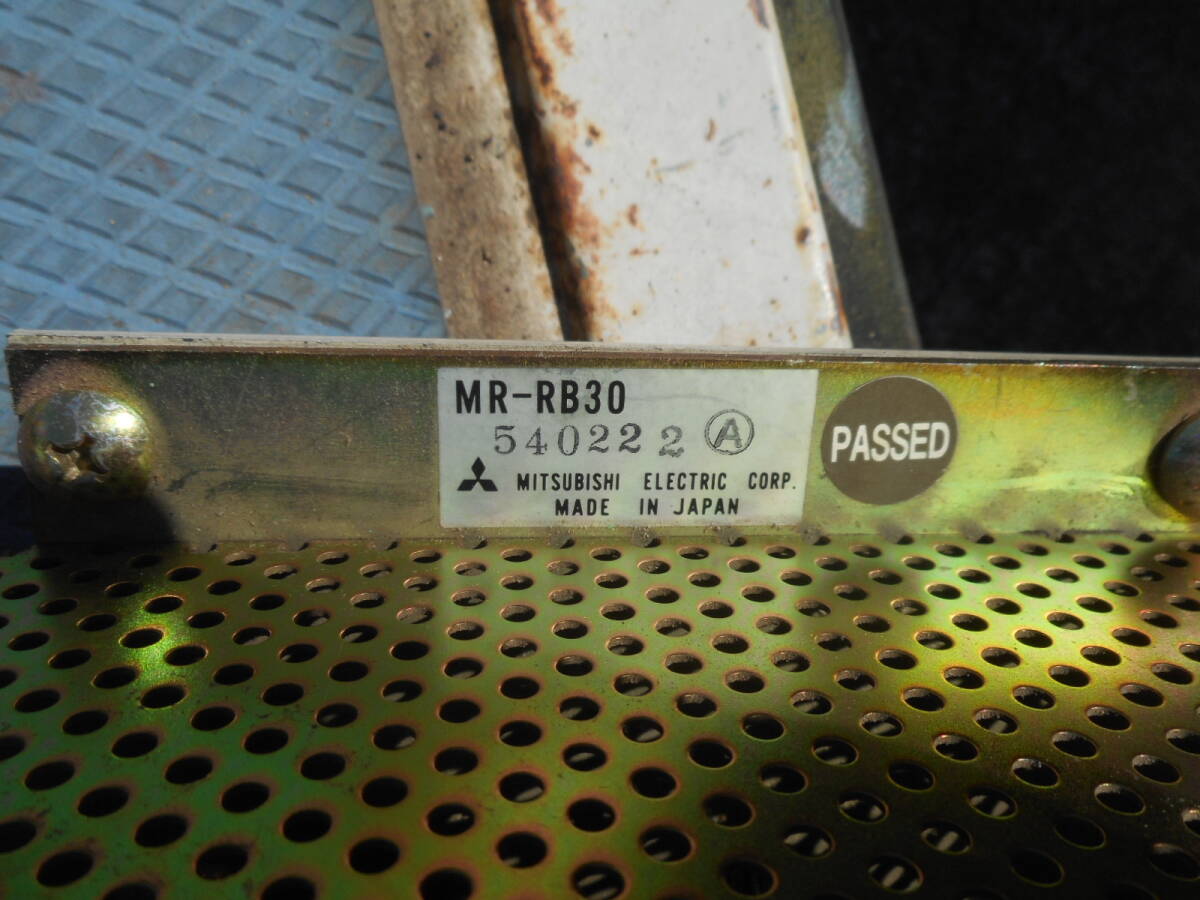 MR-RB30
540222 Ⓐ
MITSUBISHI ELECTRIC CORP.
MADE IN JAPAN
PASSED